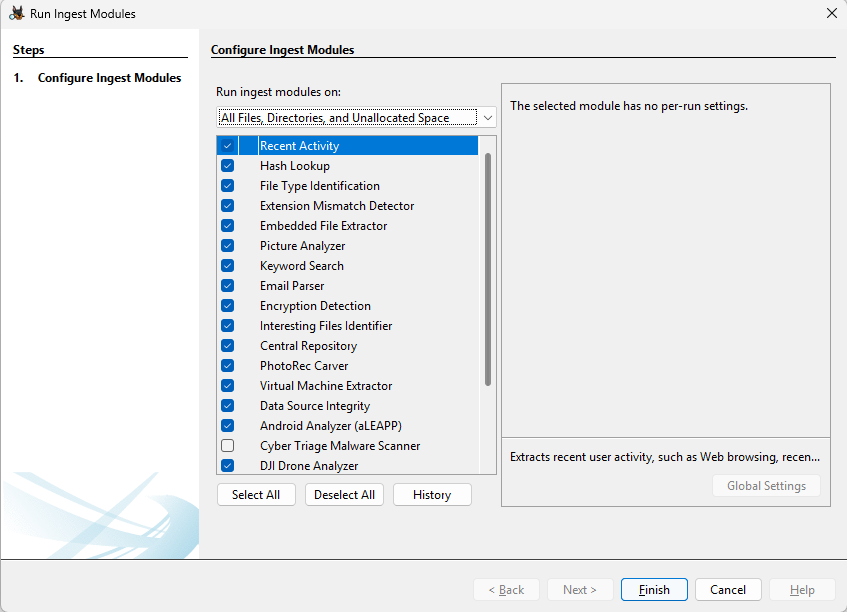 Run Ingest Modules
Steps
1. Configure Ingest Modules
Configure Ingest Modules
Run ingest modules on:
All Files, Directories, and Unallocated Space
Recent Activity
Hash Lookup
File Type Identification
Extension Mismatch Detector
Embedded File Extractor
Picture Analyzer
Keyword Search
Email Parser
Encryption Detection
Interesting Files Identifier
Central Repository
PhotoRec Carver
Virtual Machine Extractor
Data Source Integrity
Android Analyzer (aLEAPP)
Cyber Triage Malware Scanner
DJI Drone Analyzer
Select All
Deselect All
History
The selected module has no per-run settings.
Extracts recent user activity, such as Web browsing, recen...
Global Settings
< Back
Next >
Finish
Cancel
Help